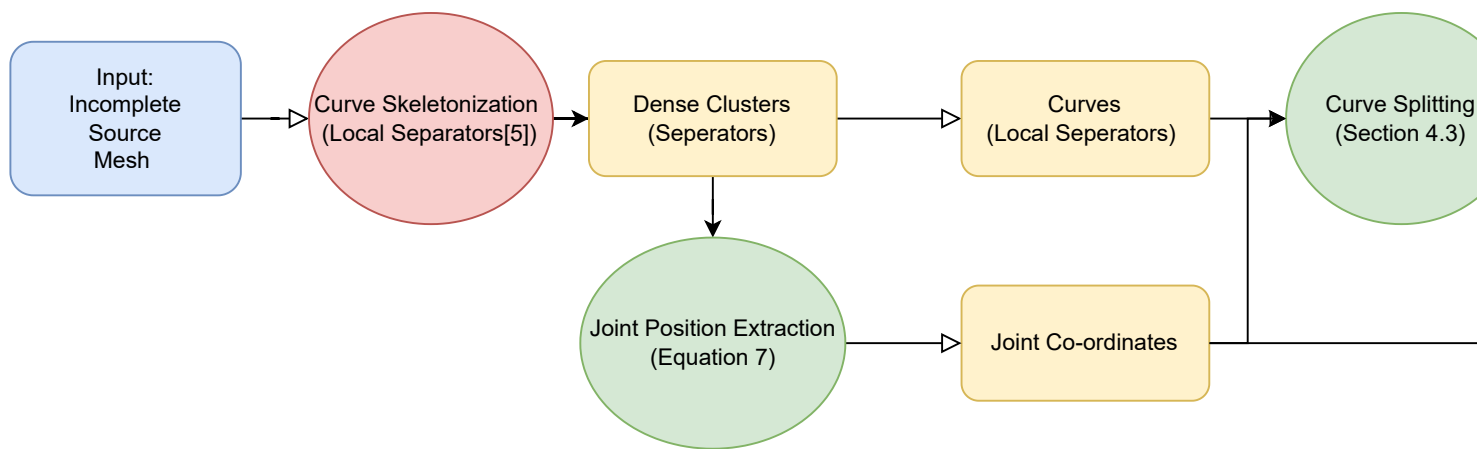 Input:
Incomplete
Source
Mesh
Curve Skeletonization
(Local Separators[5])
Dense Clusters
(Seperators)
Curves
(Local Seperators)
Curve Splitting
(Section 4.3)
Joint Position Extraction
(Equation 7)
Joint Co-ordinates